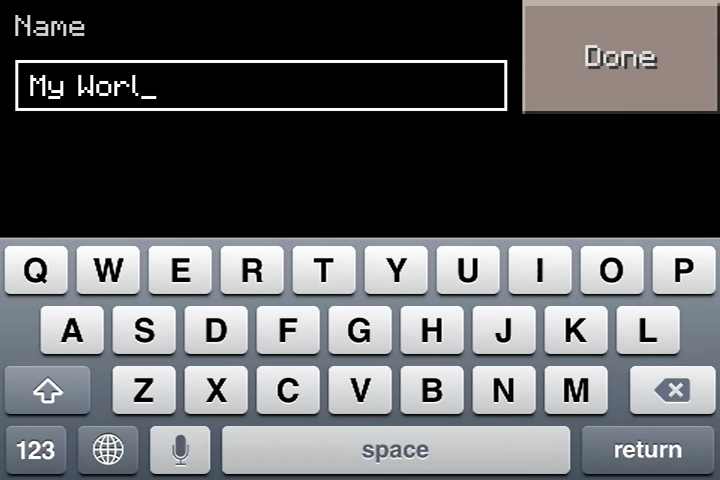 Name
Done
My Worl_
Q W E R T Y U I O P
A S D F G H J K L
Z X C V B N M
123 space return